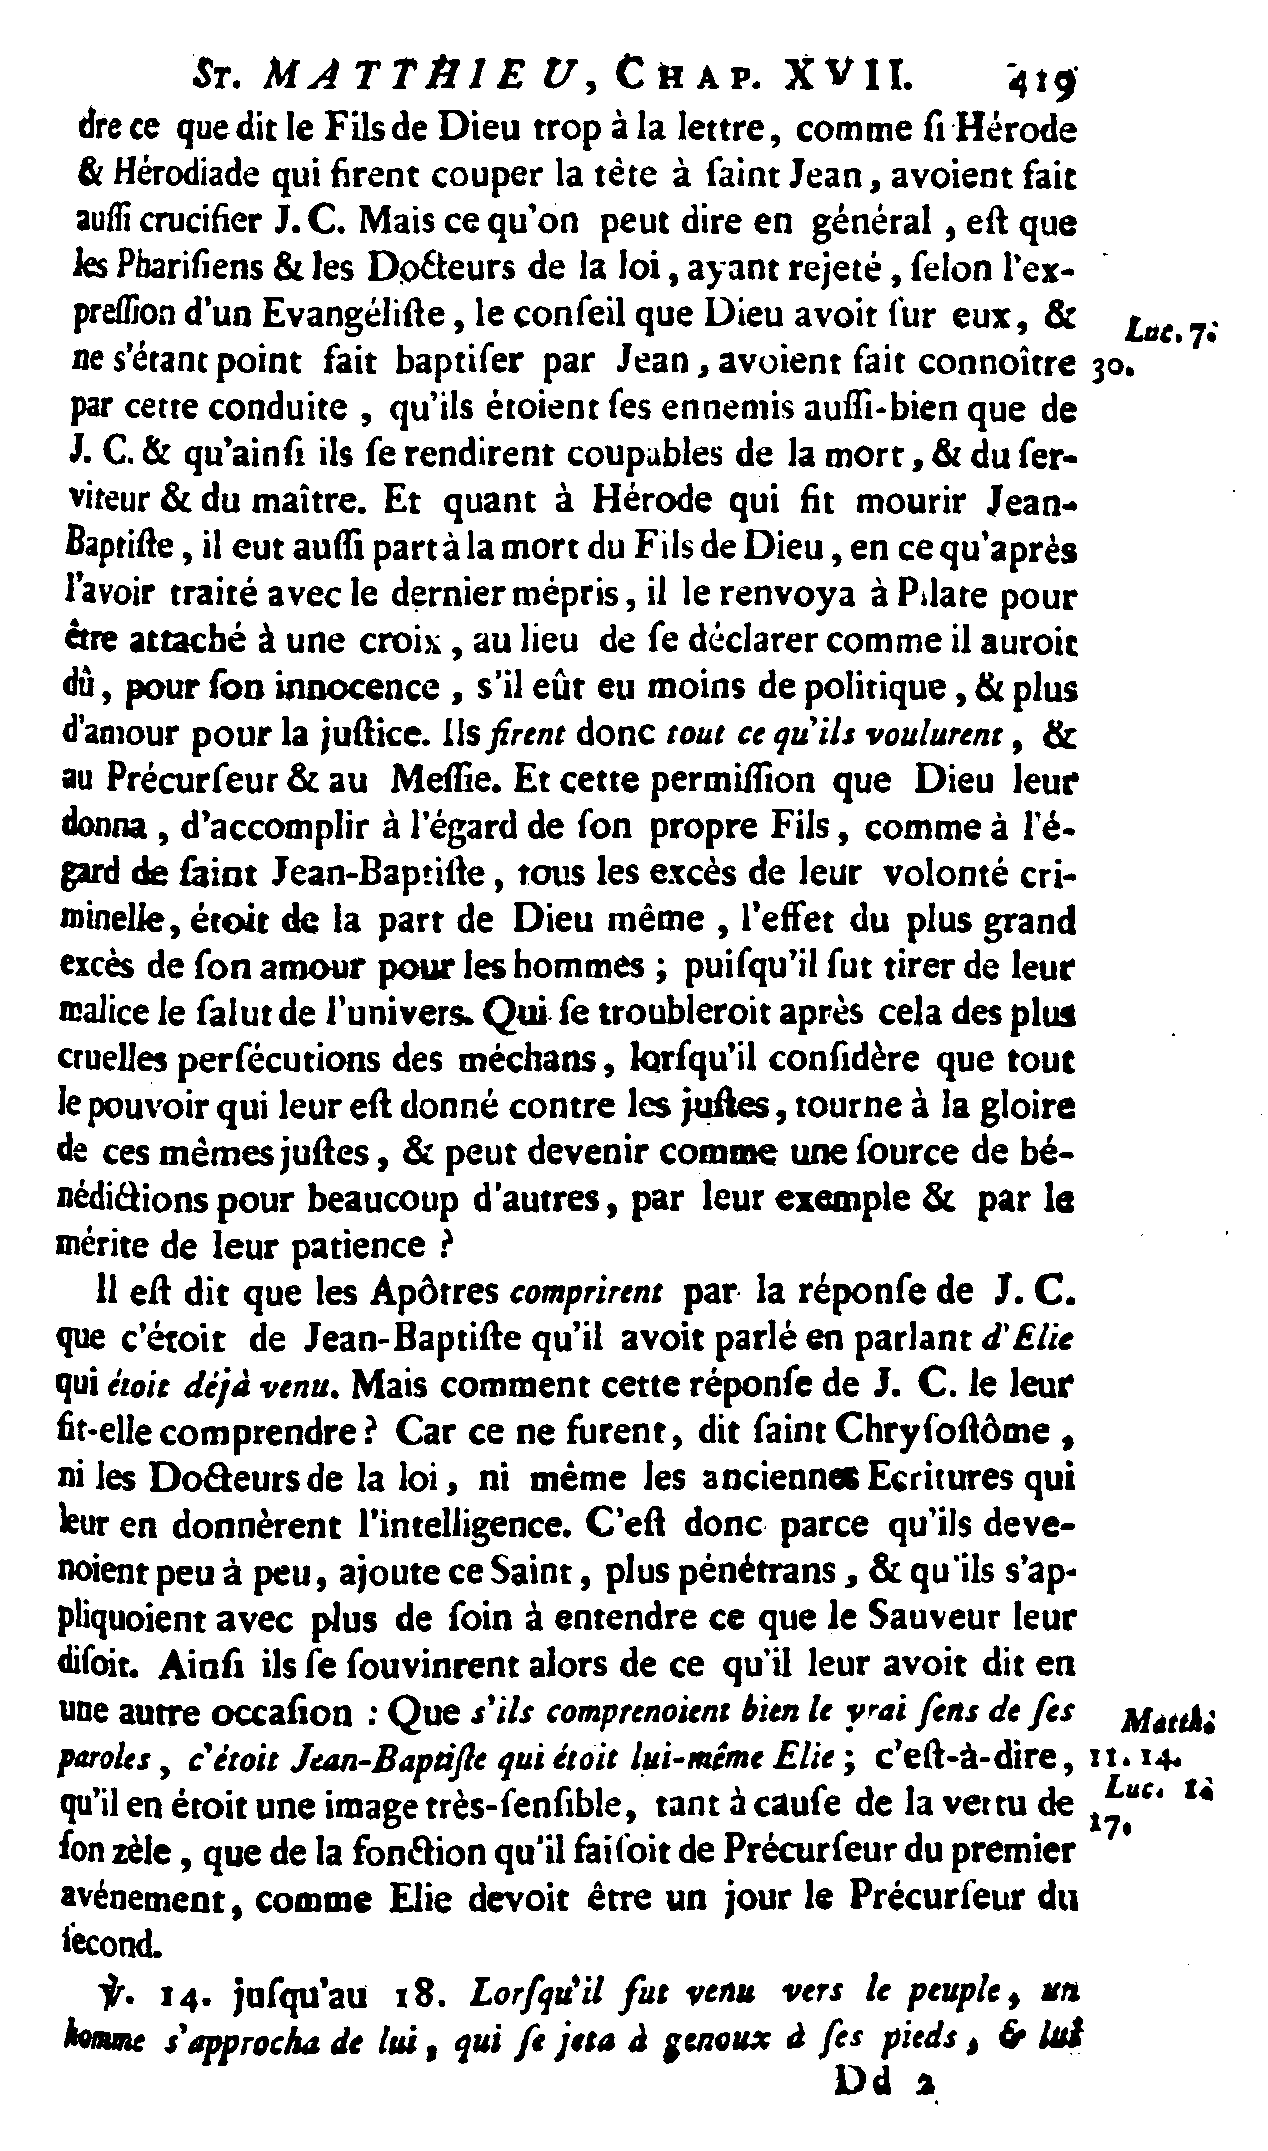 St. MATTHIEU, CHAP. XVII. 419
dre ce que dit le Fils de Dieu trop à la lettre, comme ſi Hérode
& Hérodiade qui firent couper la tête à ſaint Jean, avoient fait
auſſi crucifier J. C. Mais ce qu'on peut dire en général, eſt que
les Phariſiens & les Docteurs de la loi, ayant rejeté, ſelon l'ex-
preſſion d'un Evangéliſte, le conſeil que Dieu avoit ſur eux, &
Luc. 7.
ne s'étant point fait baptiſer par Jean, avoient fait connoître
30.
par cette conduite, qu'ils étoient ſes ennemis auſſi-bien que de
J. C. & qu'ainſi ils ſe rendirent coupables de la mort, & du ſer-
viteur & du maître. Et quant à Hérode qui fit mourir Jean-
Baptiſte, il eut auſſi part à la mort du Fils de Dieu, en ce qu'après
l'avoir traité avec le dernier mépris, il le renvoya à Pilate pour
être attaché à une croix, au lieu de ſe déclarer comme il auroit
dû, pour ſon innocence, s'il eût eu moins de politique, & plus
d'amour pour la juſtice. Ils firent donc tout ce qu'ils voulurent, &
au Précurſeur & au Meſſie. Et cette permiſſion que Dieu leur
donna, d'accomplir à l'égard de ſon propre Fils, comme à l'é-
gard de ſaint Jean-Baptiſte, tous les excès de leur volonté cri-
minelle, étoit de la part de Dieu même, l'effet du plus grand
excès de ſon amour pour les hommes; puiſqu'il ſut tirer de leur
malice le ſalut de l'univers. Qui ſe troubleroit après cela des plus
cruelles perſécutions des méchans, lorſqu'il conſidère que tout
le pouvoir qui leur eſt donné contre les juſtes, tourne à la gloire
de ces mêmes juſtes, & peut devenir comme une ſource de bé-
nédictions pour beaucoup d'autres, par leur exemple & par le
mérite de leur patience ?
Il eſt dit que les Apôtres comprirent par la réponſe de J. C.
que c'étoit de Jean-Baptiſte qu'il avoit parlé en parlant d'Elie
qui étoit déjà venu. Mais comment cette réponſe de J. C. le leur
fit-elle comprendre ? Car ce ne furent, dit ſaint Chryſoſtôme,
ni les Docteurs de la loi, ni même les anciennes Ecritures qui
leur en donnèrent l'intelligence. C'eſt donc parce qu'ils deve-
noient peu à peu, ajoute ce Saint, plus pénétrans, & qu'ils s'ap-
pliquoient avec plus de ſoin à entendre ce que le Sauveur leur
diſoit. Ainſi ils ſe ſouvinrent alors de ce qu'il leur avoit dit en
une autre occaſion : Que s'ils comprenoient bien le vrai ſens de ſes
Matth.
paroles, c'étoit Jean-Baptiſte qui étoit lui-même Elie; c'eſt-à-dire,
11. 14.
qu'il en étoit une image très-ſenſible, tant à cauſe de la vertu de
Luc. 1.
17.
ſon zèle, que de la fonction qu'il faiſoit de Précurſeur du premier
avénement, comme Elie devoit être un jour le Précurſeur du
ſecond.
℣. 14. juſqu'au 18. Lorſqu'il fut venu vers le peuple, un
homme s'approcha de lui, qui ſe jeta à genoux à ſes pieds, & lui
Dd 2